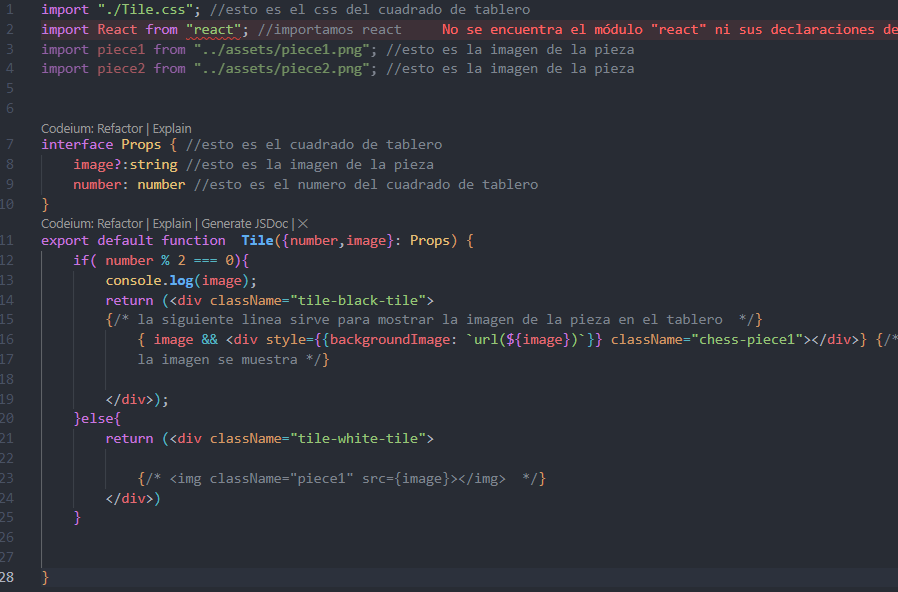 1 import "./Tile.css"; //esto es el css del cuadrado de tablero
2 import React from "react"; //importamos react No se encuentra el módulo "react" ni sus declaraciones de
3 import piece1 from "../assets/piece1.png"; //esto es la imagen de la pieza
4 import piece2 from "../assets/piece2.png"; //esto es la imagen de la pieza
5
6
Codeium: Refactor | Explain
7 interface Props { //esto es el cuadrado de tablero
8 image?:string //esto es la imagen de la pieza
9 number: number //esto es el numero del cuadrado de tablero
10 }
Codeium: Refactor | Explain | Generate JSDoc | ×
11 export default function  Tile({number,image}: Props) {
12 if( number % 2 === 0){
13 console.log(image);
14 return (<div className="tile-black-tile">
15 {/* la siguiente linea sirve para mostrar la imagen de la pieza en el tablero  */}
16 { image && <div style={{backgroundImage: `url(${image})`}} className="chess-piece1"></div>} {/*
17 la imagen se muestra */}
18
19 </div>);
20 }else{
21 return (<div className="tile-white-tile">
22
23 {/* <img className="piece1" src={image}></img>  */}
24 </div>)
25 }
26
27
28 }